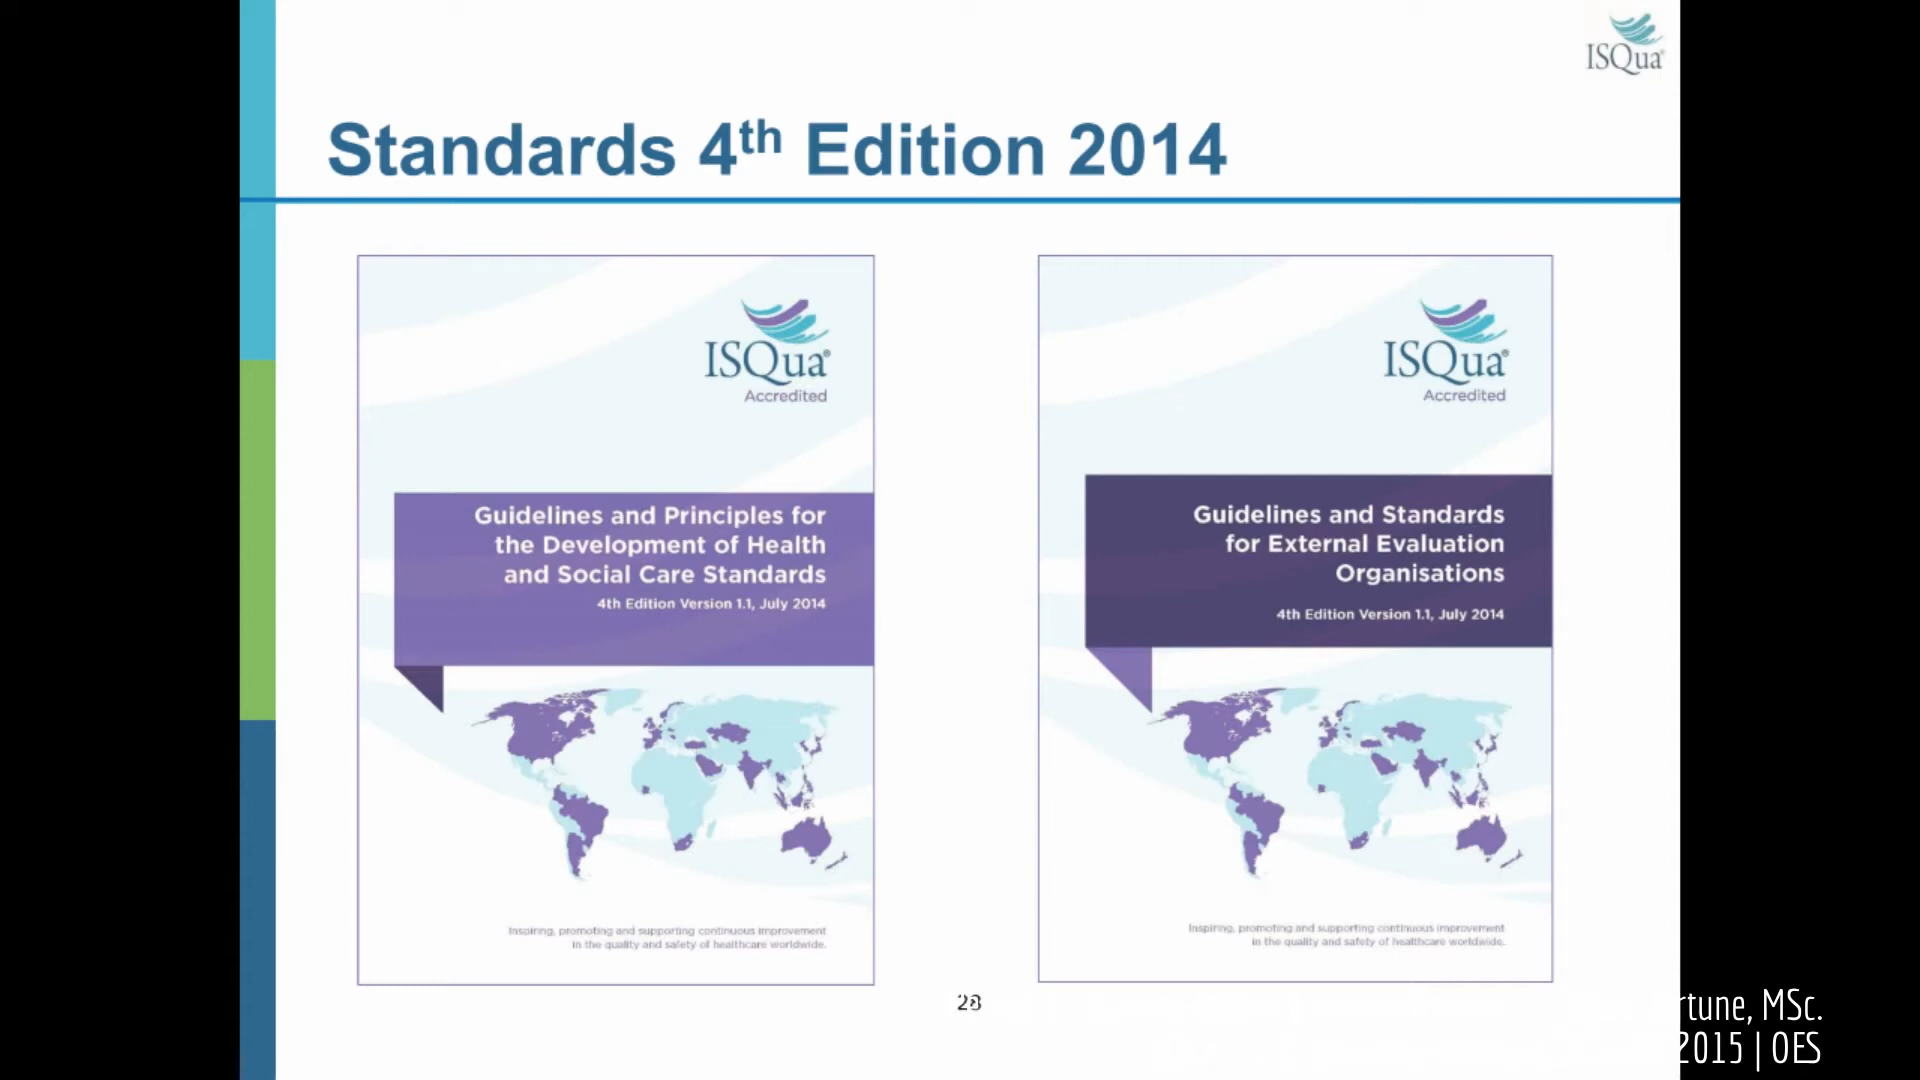 ISQua
Standards 4th Edition 2014
ISQua®
Accredited
Guidelines and Principles for
the Development of Health
and Social Care Standards
4th Edition Version 1.1, July 2014
Inspiring, promoting and supporting continuous improvement
in the quality and safety of healthcare worldwide.
ISQua®
Accredited
Guidelines and Standards
for External Evaluation
Organisations
4th Edition Version 1.1, July 2014
Inspiring, promoting and supporting continuous improvement
in the quality and safety of healthcare worldwide.
28
rtune, MSc.
2015 | OES